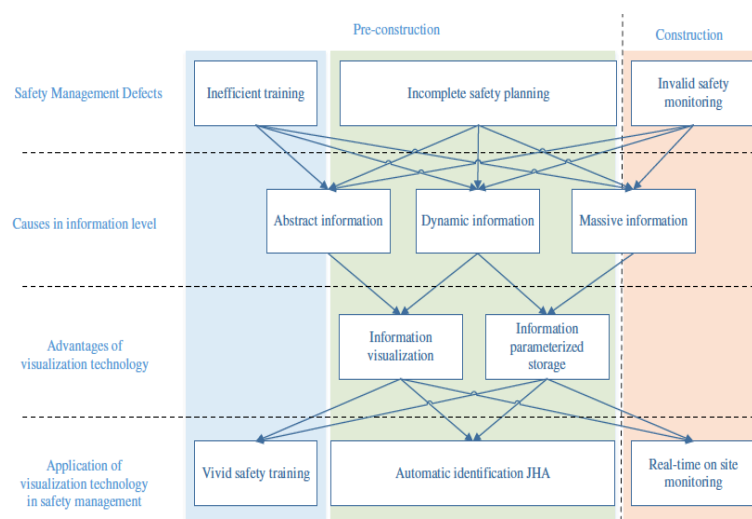 Pre-construction
Construction
Safety Management Defects
Inefficient training
Incomplete safety planning
Invalid safety
monitoring
Causes in information level
Abstract information
Dynamic information
Massive information
Advantages of
visualization technology
Information
visualization
Information
parameterized
storage
Application of
visualization technology
in safety management
Vivid safety training
Automatic identification JHA
Real-time on site
monitoring